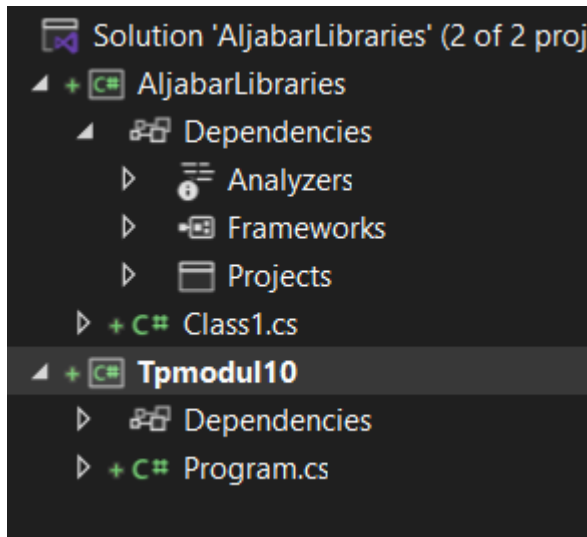 Solution 'AljabarLibraries' (2 of 2 proj
+ C# AljabarLibraries
Dependencies
Analyzers
Frameworks
Projects
+ C# Class1.cs
+ C# Tpmodul10
Dependencies
+ C# Program.cs